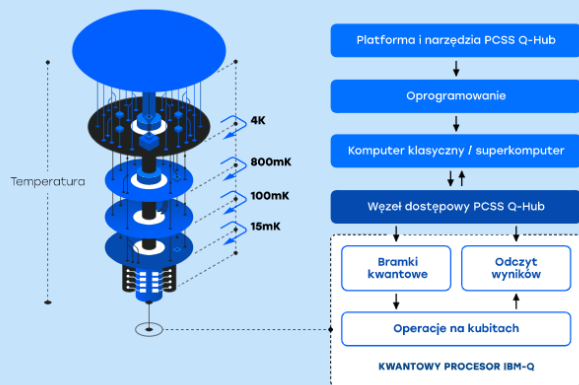 Temperatura
4K
800mK
100mK
15mK
Platforma i narzędzia PCSS Q-Hub
Oprogramowanie
Komputer klasyczny / superkomputer
Węzeł dostępowy PCSS Q-Hub
Bramki
kwantowe
Odczyt
wyników
Operacje na kubitach
KWANTOWY PROCESOR IBM-Q